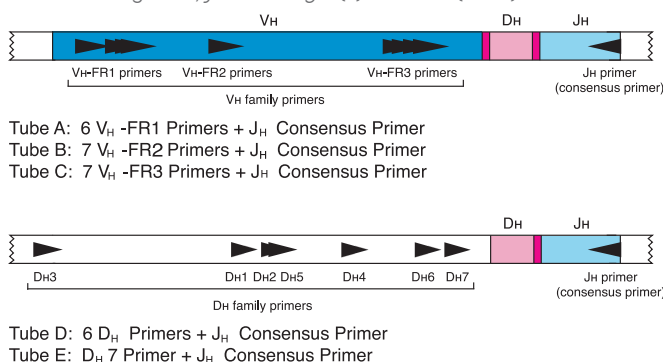 VH DH JH
VH-FR1 primers VH-FR2 primers VH-FR3 primers JH primer
(consensus primer)
VH family primers
Tube A: 6 VH -FR1 Primers + JH Consensus Primer
Tube B: 7 VH -FR2 Primers + JH Consensus Primer
Tube C: 7 VH -FR3 Primers + JH Consensus Primer
DH JH
DH3 DH1 DH2 DH5 DH4 DH6 DH7 JH primer
(consensus primer)
DH family primers
Tube D: 6 DH Primers + JH Consensus Primer
Tube E: DH 7 Primer + JH Consensus Primer